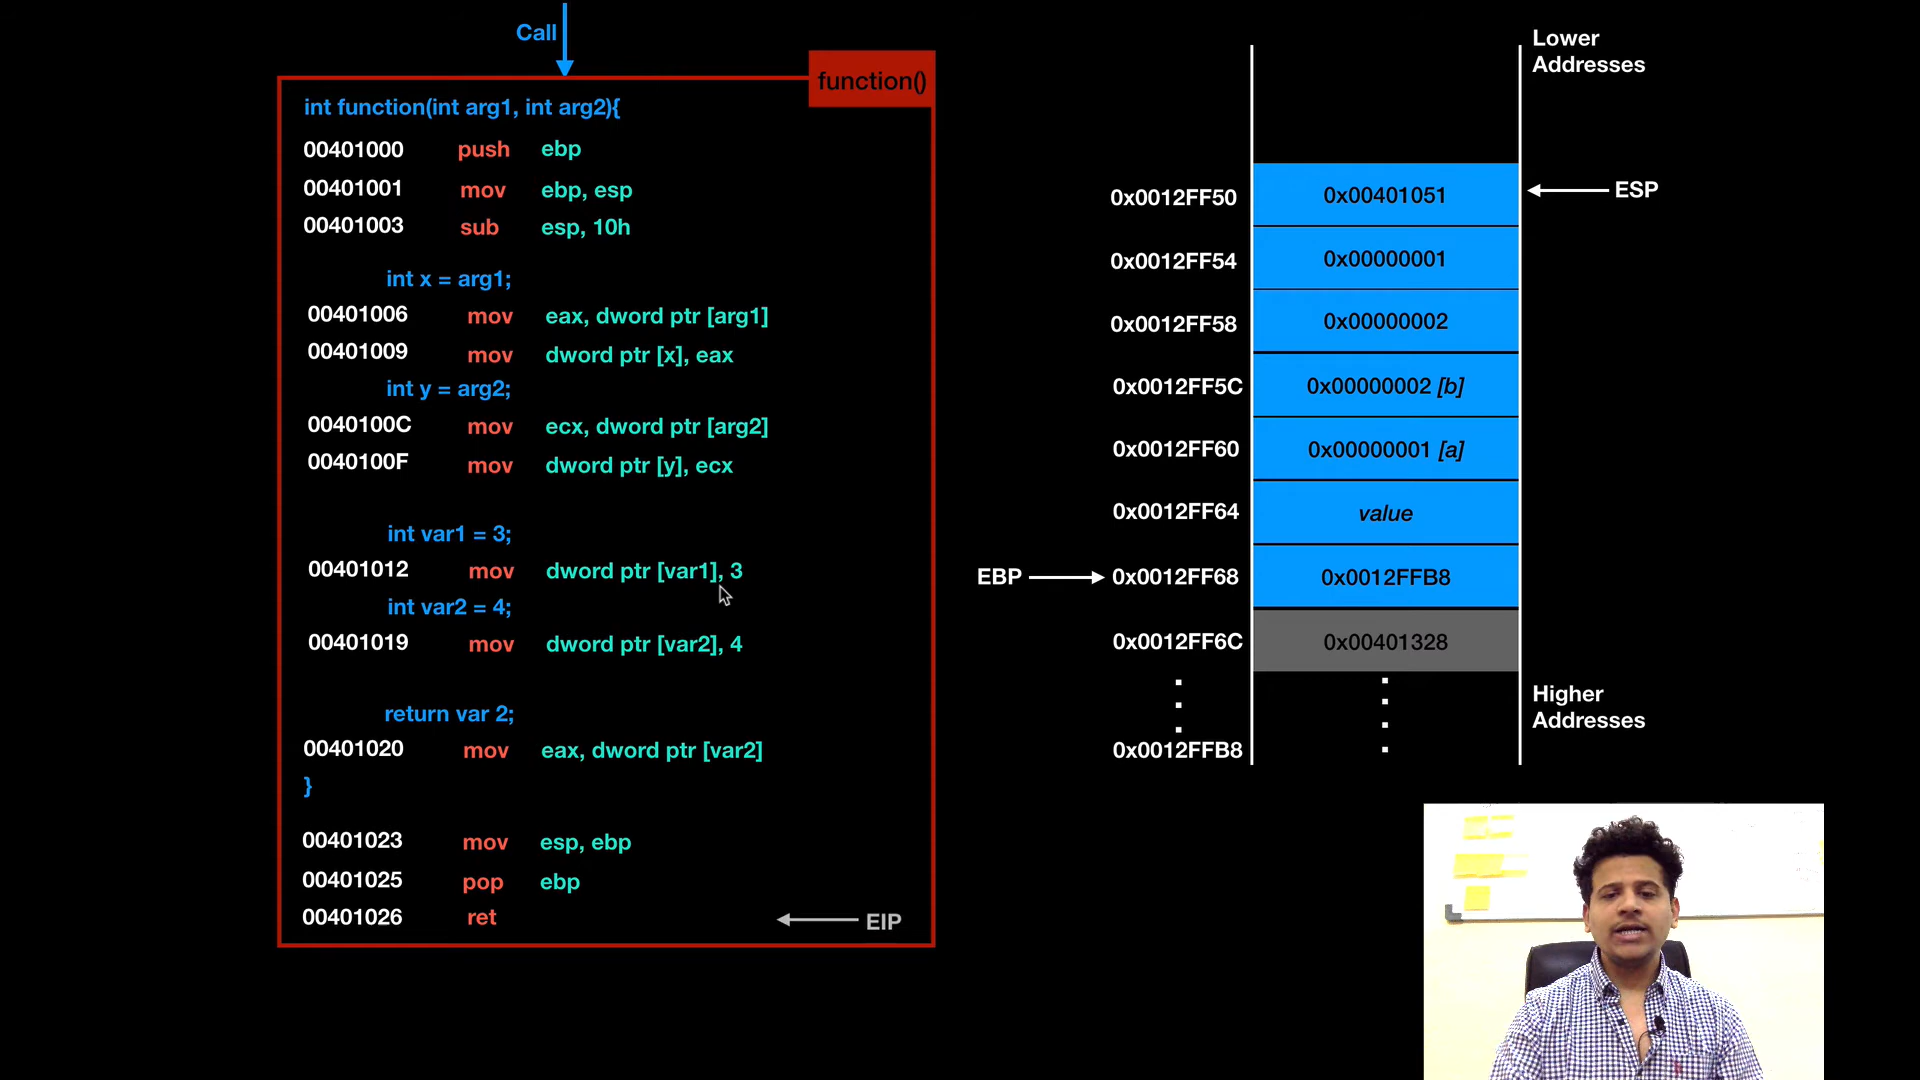 Call
function()
int function(int arg1, int arg2){
00401000 push ebp
00401001 mov ebp, esp
00401003 sub esp, 10h
int x = arg1;
00401006 mov eax, dword ptr [arg1]
00401009 mov dword ptr [x], eax
int y = arg2;
0040100C mov ecx, dword ptr [arg2]
0040100F mov dword ptr [y], ecx
int var1 = 3;
00401012 mov dword ptr [var1], 3
int var2 = 4;
00401019 mov dword ptr [var2], 4
return var 2;
00401020 mov eax, dword ptr [var2]
}
00401023 mov esp, ebp
00401025 pop ebp
00401026 ret EIP
Lower
Addresses
0x0012FF50 0x00401051 ESP
0x0012FF54 0x00000001
0x0012FF58 0x00000002
0x0012FF5C 0x00000002 [b]
0x0012FF60 0x00000001 [a]
0x0012FF64 value
EBP 0x0012FF68 0x0012FFB8
0x0012FF6C 0x00401328
Higher
Addresses
0x0012FFB8